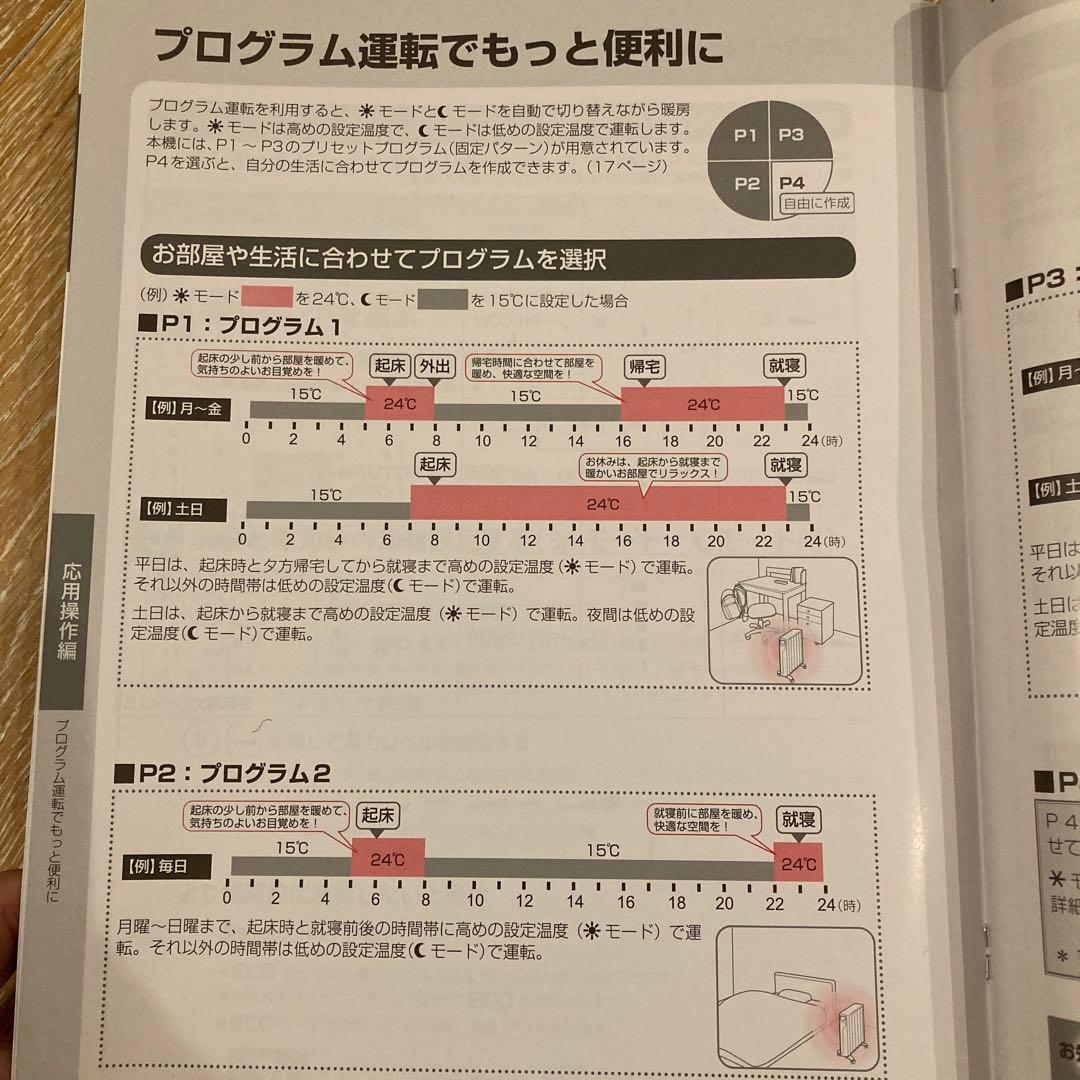 プログラム運転でもっと便利に
プログラム運転を利用すると、☀モードと☾モードを自動で切り替えながら暖房
します。☀モードは高めの設定温度で、☾モードは低めの設定温度で運転します。
本機には、P1～P3のプリセットプログラム（固定パターン）が用意されています。
P4を選ぶと、自分の生活に合わせてプログラムを作成できます。（17ページ）
P1 P3
P2 P4
自由に作成
お部屋や生活に合わせてプログラムを選択
（例）☀モード を24℃、☾モード を15℃に設定した場合
■P1：プログラム1
起床の少し前から部屋を暖めて、
気持ちのよいお目覚めを！
起床 外出
帰宅時間に合わせて部屋を
暖め、快適な空間を！
帰宅 就寝
【例】月～金 15℃ 24℃ 15℃ 24℃ 15℃
0 2 4 6 8 10 12 14 16 18 20 22 24（時）
起床
お休みは、起床から就寝まで
暖かいお部屋でリラックス！
就寝
【例】土日 15℃ 24℃ 15℃
0 2 4 6 8 10 12 14 16 18 20 22 24（時）
平日は、起床時と夕方帰宅してから就寝まで高めの設定温度（☀モード）で運転。
それ以外の時間帯は低めの設定温度（☾モード）で運転。
土日は、起床から就寝まで高めの設定温度（☀モード）で運転。夜間は低めの設
定温度（☾モード）で運転。
■P2：プログラム2
起床の少し前から部屋を暖めて、
気持ちのよいお目覚めを！
起床
就寝前に部屋を暖め、
快適な空間を！
就寝
【例】毎日 15℃ 24℃ 15℃ 24℃
0 2 4 6 8 10 12 14 16 18 20 22 24（時）
月曜～日曜まで、起床時と就寝前後の時間帯に高めの設定温度（☀モード）で運
転。それ以外の時間帯は低めの設定温度（☾モード）で運転。
応用操作編
プログラム運転でもっと便利に
■P3：
【例】月～
【例】土
平日は
それ以
土日は
定温度
■P
P4
せて
☀モ
詳細
＊